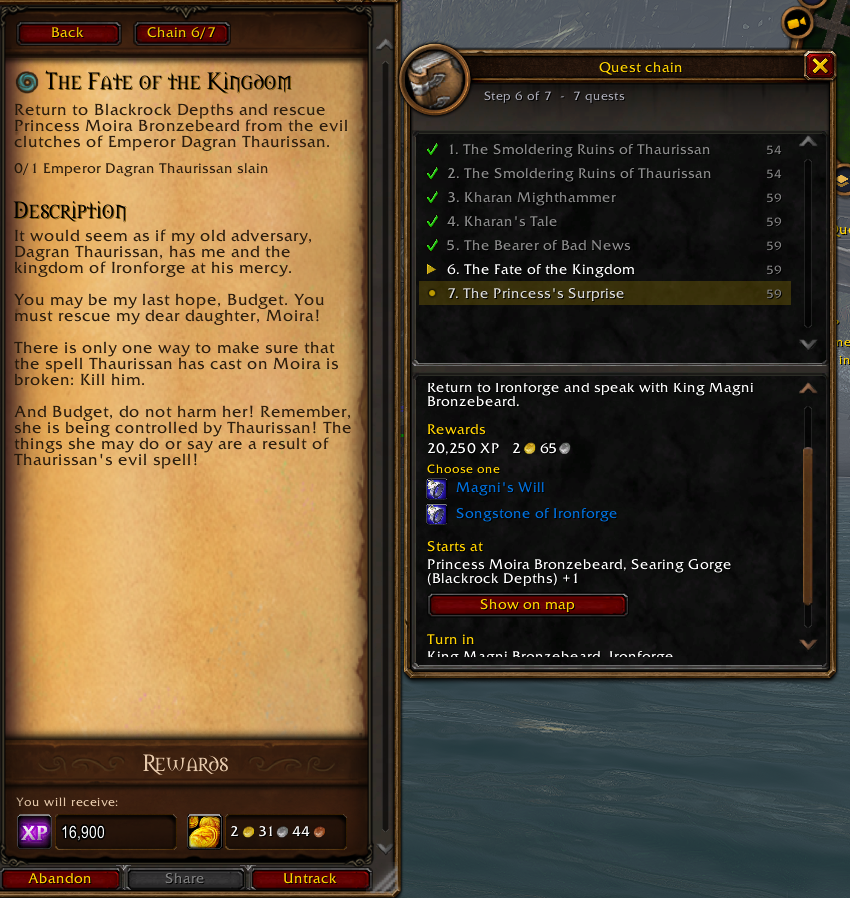 Back
Chain 6/7
The Fate of the Kingdom
Return to Blackrock Depths and rescue
Princess Moira Bronzebeard from the evil
clutches of Emperor Dagran Thaurissan.
0/1 Emperor Dagran Thaurissan slain
Description
It would seem as if my old adversary,
Dagran Thaurissan, has me and the
kingdom of Ironforge at his mercy.
You may be my last hope, Budget. You
must rescue my dear daughter, Moira!
There is only one way to make sure that
the spell Thaurissan has cast on Moira is
broken: Kill him.
And Budget, do not harm her! Remember,
she is being controlled by Thaurissan! The
things she may do or say are a result of
Thaurissan's evil spell!
Rewards
You will receive:
XP 16,900
2 31 44
Abandon
Share
Untrack
Quest chain
Step 6 of 7 - 7 quests
1. The Smoldering Ruins of Thaurissan 54
2. The Smoldering Ruins of Thaurissan 54
3. Kharan Mighthammer 59
4. Kharan's Tale 59
5. The Bearer of Bad News 59
6. The Fate of the Kingdom 59
7. The Princess's Surprise 59
Return to Ironforge and speak with King Magni
Bronzebeard.
Rewards
20,250 XP 2 65
Choose one
Magni's Will
Songstone of Ironforge
Starts at
Princess Moira Bronzebeard, Searing Gorge
(Blackrock Depths) +1
Show on map
Turn in
King Magni Bronzebeard, Ironforge